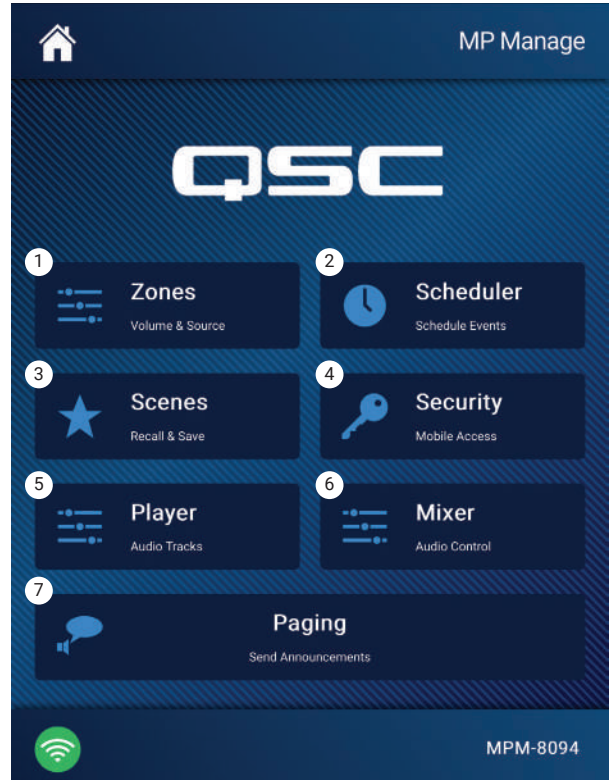 MP Manage
QSC
1
2
Zones
Volume & Source
Scheduler
Schedule Events
3
4
Scenes
Recall & Save
Security
Mobile Access
5
6
Player
Audio Tracks
Mixer
Audio Control
7
Paging
Send Announcements
MPM-8094